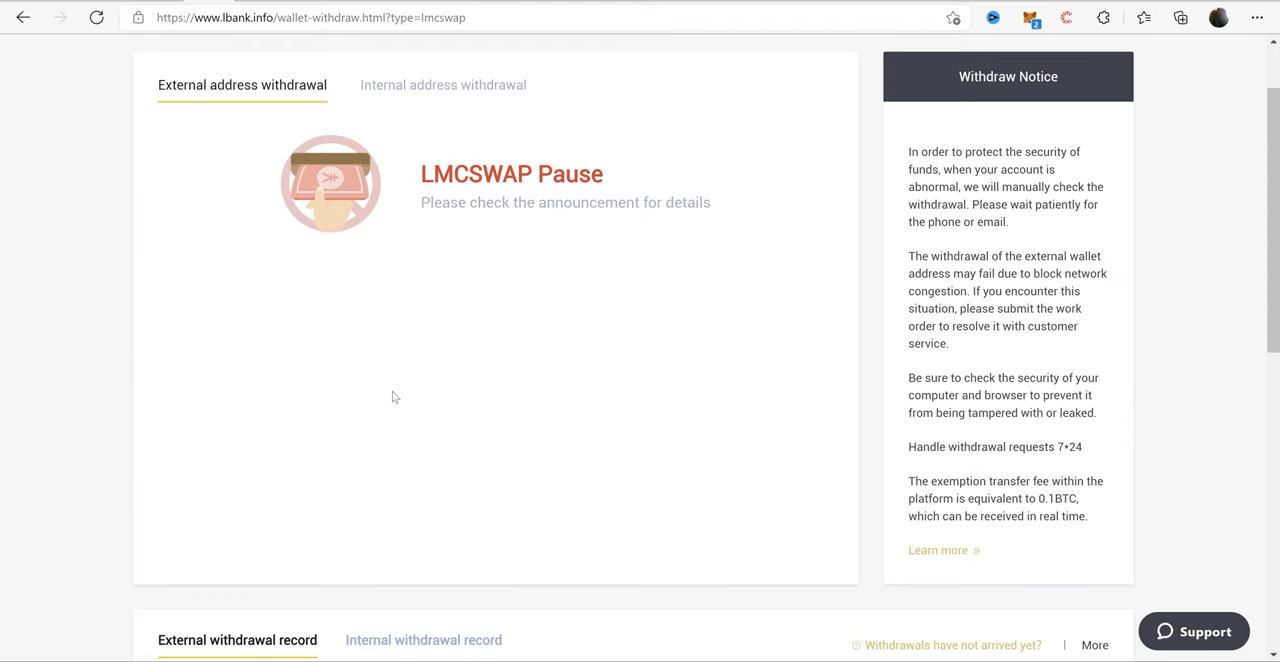 https://www.lbank.info/wallet-withdraw.html?type=lmcswap
2
External address withdrawal
Internal address withdrawal
LMCSWAP Pause
Please check the announcement for details
Withdraw Notice
In order to protect the security of
funds, when your account is
abnormal, we will manually check the
withdrawal. Please wait patiently for
the phone or email.
The withdrawal of the external wallet
address may fail due to block network
congestion. If you encounter this
situation, please submit the work
order to resolve it with customer
service.
Be sure to check the security of your
computer and browser to prevent it
from being tampered with or leaked.
Handle withdrawal requests 7*24
The exemption transfer fee within the
platform is equivalent to 0.1BTC,
which can be received in real time.
Learn more »
External withdrawal record
Internal withdrawal record
Withdrawals have not arrived yet?
|
More
Support